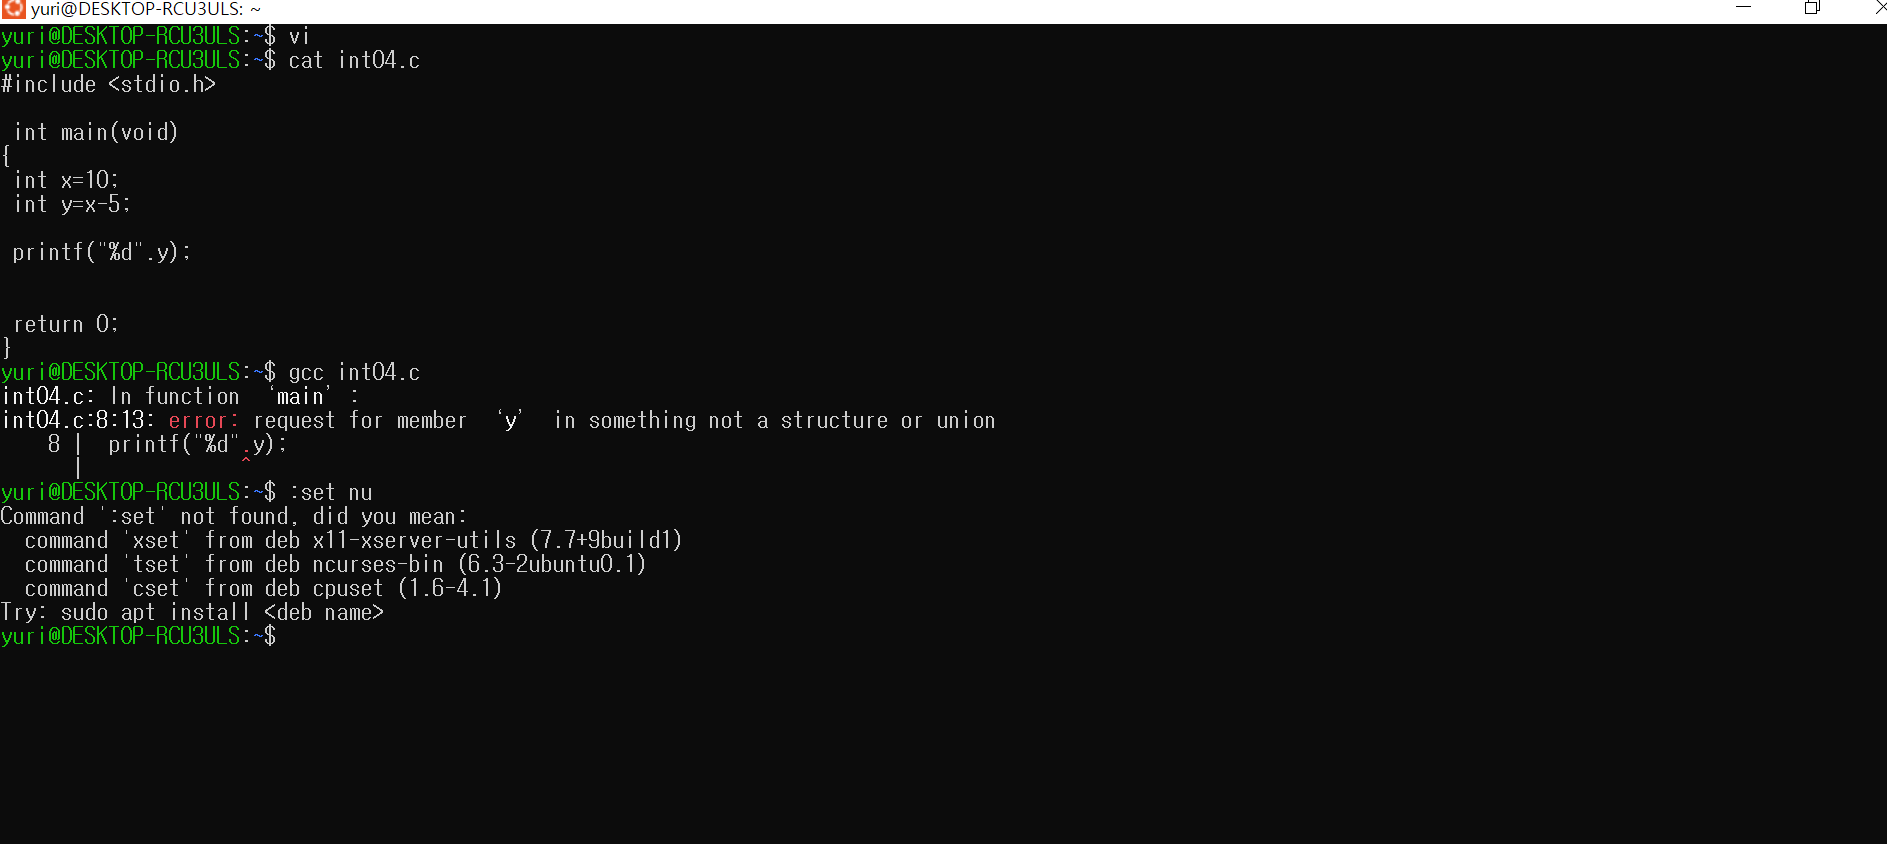 yuri@DESKTOP-RCU3ULS: ~
yuri@DESKTOP-RCU3ULS:~$ vi
yuri@DESKTOP-RCU3ULS:~$ cat int04.c
#include <stdio.h>
int main(void)
{
int x=10;
int y=x-5;
printf("%d".y);
return 0;
}
yuri@DESKTOP-RCU3ULS:~$ gcc int04.c
int04.c: In function ‘main’:
int04.c:8:13: error: request for member ‘y’ in something not a structure or union
8 | printf("%d".y);
| ^
yuri@DESKTOP-RCU3ULS:~$ :set nu
Command ':set' not found, did you mean:
command 'xset' from deb x11-xserver-utils (7.7+9build1)
command 'tset' from deb ncurses-bin (6.3-2ubuntu0.1)
command 'cset' from deb cpuset (1.6-4.1)
Try: sudo apt install <deb name>
yuri@DESKTOP-RCU3ULS:~$